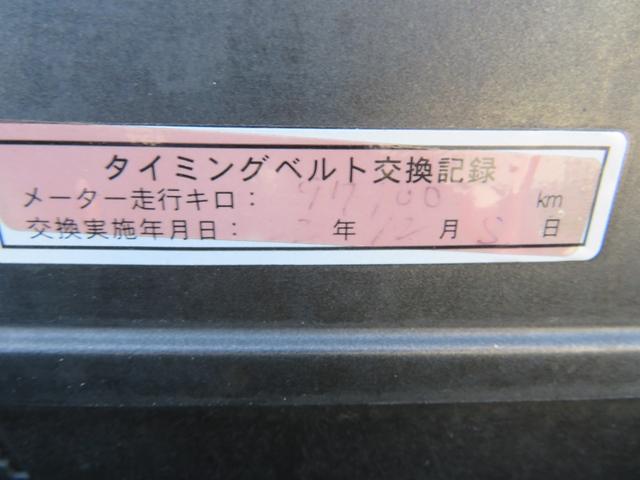 タイミングベルト交換記録
メーター走行キロ： km
交換実施年月日： 年 12 月 日